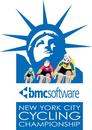 bmcsoftware
NEW YORK CITY
CYCLING
CHAMPIONSHIP